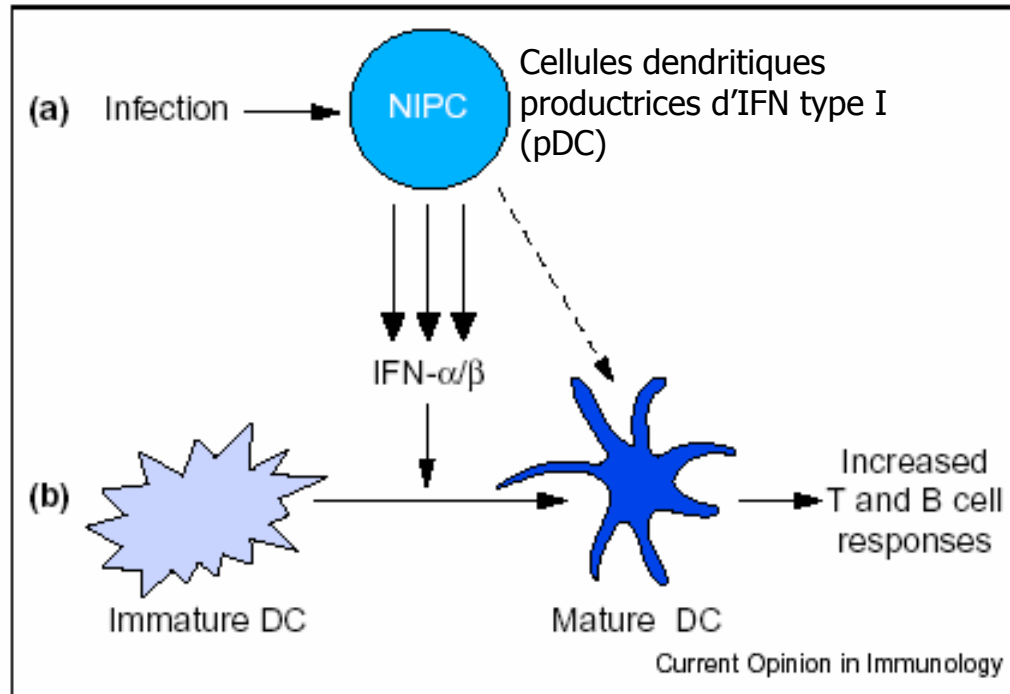 (a) Infection
NIPC
Cellules dendritiques
productrices d’IFN type I
(pDC)
IFN-α/β
(b)
Increased
T and B cell
responses
Immature DC
Mature DC
Current Opinion in Immunology